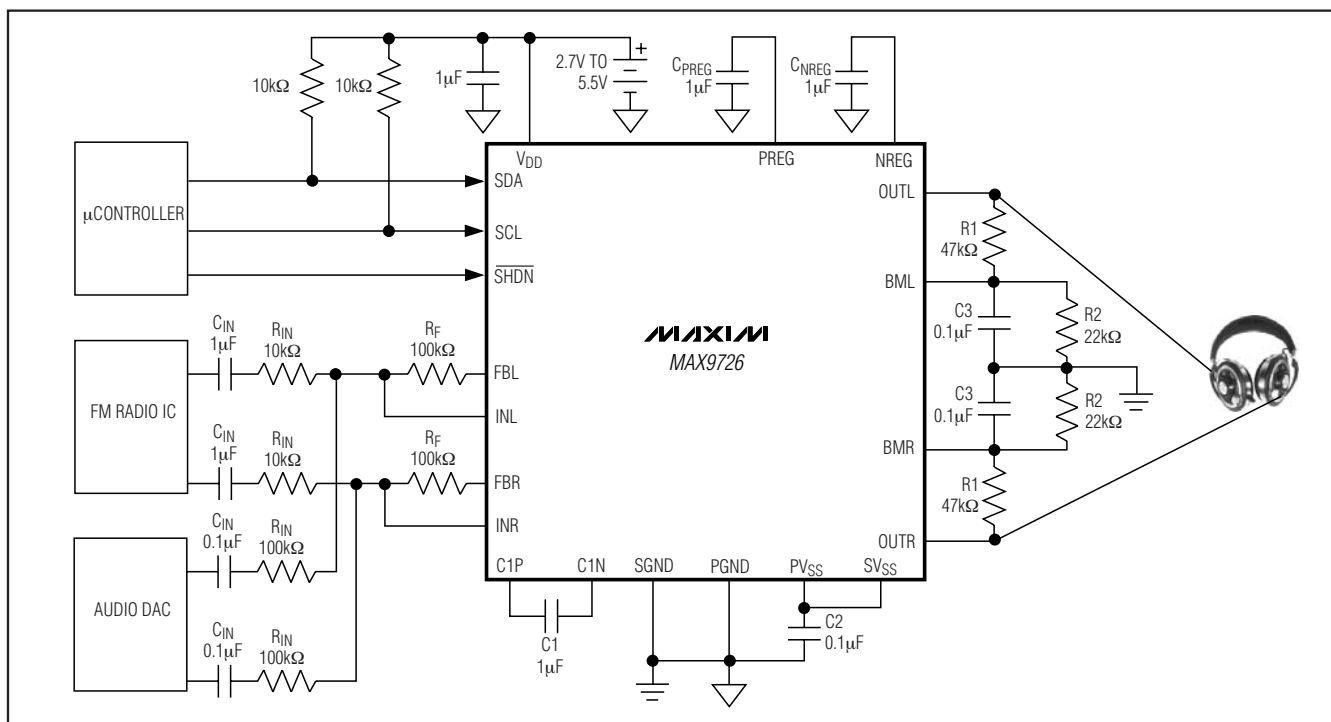 10kΩ
10kΩ
1µF
2.7V TO
5.5V
+
CPREG
1µF
CNREG
1µF
µCONTROLLER
VDD
PREG
NREG
SDA
SCL
SHDN
OUTL
R1
47kΩ
BML
C3
0.1µF
R2
22kΩ
MAXIM
MAX9726
FM RADIO IC
CIN
1µF
RIN
10kΩ
RF
100kΩ
FBL
INL
CIN
1µF
RIN
10kΩ
RF
100kΩ
FBR
INR
C3
0.1µF
R2
22kΩ
BMR
R1
47kΩ
OUTR
AUDIO DAC
CIN
0.1µF
RIN
100kΩ
CIN
0.1µF
RIN
100kΩ
C1P
C1N
SGND
PGND
PVSS
SVSS
C1
1µF
C2
0.1µF